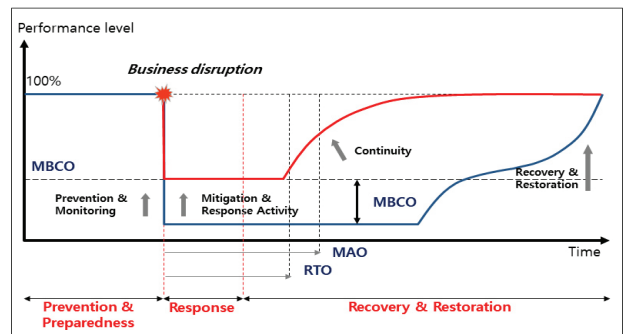 Performance level
Business disruption
100%
Continuity
MBCO
Recovery &
Restoration
Prevention &
Monitoring
Mitigation &
Response Activity
MBCO
Time
MAO
RTO
Prevention &
Preparedness
Response
Recovery & Restoration